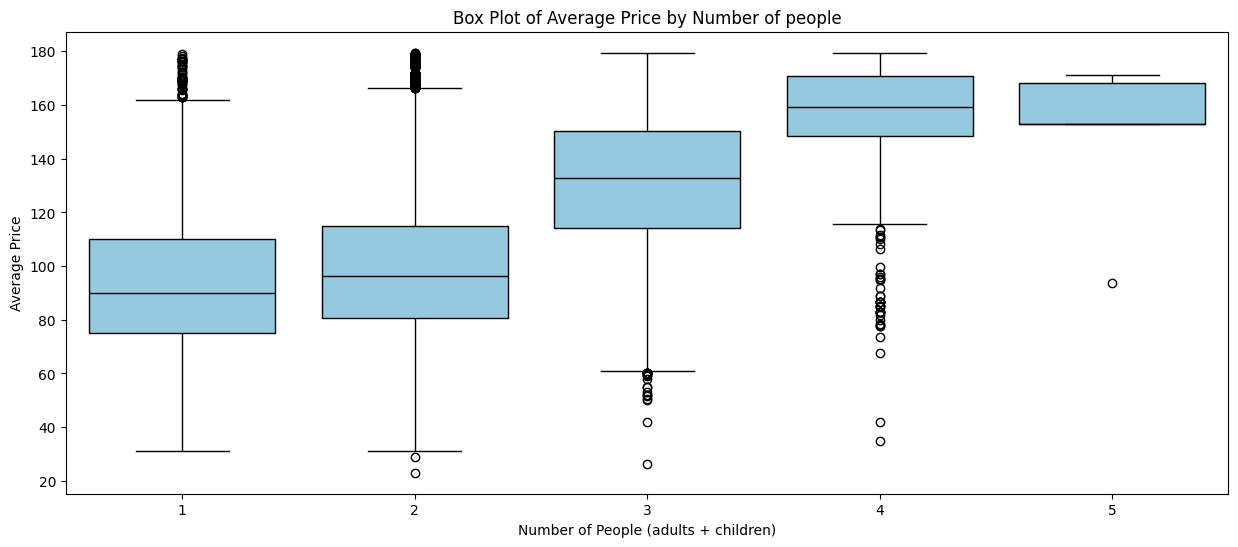 Box Plot of Average Price by Number of people
180
160
140
120
100
80
60
40
20
Average Price
1 2 3 4 5
Number of People (adults + children)